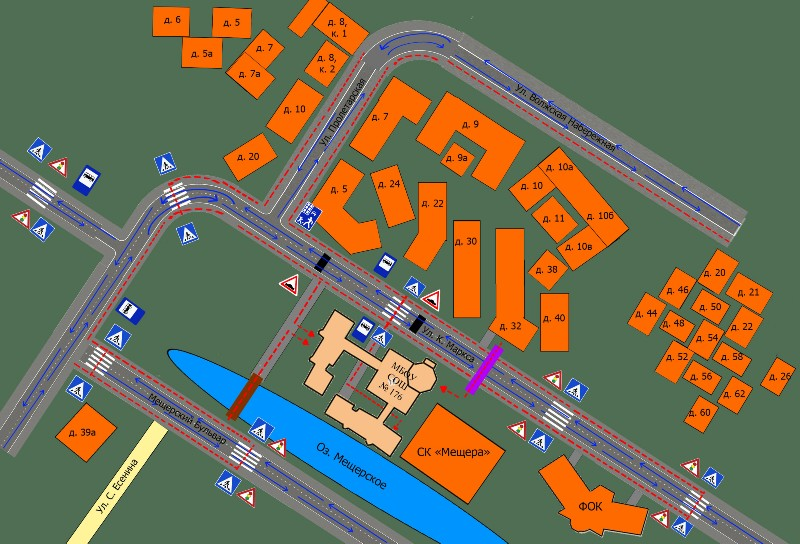 д. 6
д. 5
д. 8,
к. 1
д. 5а
д. 7
д. 8,
к. 2
д. 7а
д. 10
Ул. Пролетарская
д. 7
д. 9
Ул. Волжская Набережная
д. 20
д. 9а
д. 10а
д. 5
д. 24
д. 22
д. 10
д. 11
д. 10б
д. 30
д. 10в
д. 38
д. 20
д. 46
д. 21
д. 44
д. 50
д. 48
д. 22
д. 54
д. 40
д. 32
Ул. К. Маркса
д. 52
д. 58
д. 56
д. 26
д. 62
д. 60
МБОУ
СОШ
№ 176
Мещерский Бульвар
д. 39а
Оз. Мещерское
СК «Мещера»
Ул. С. Есенина
ФОК